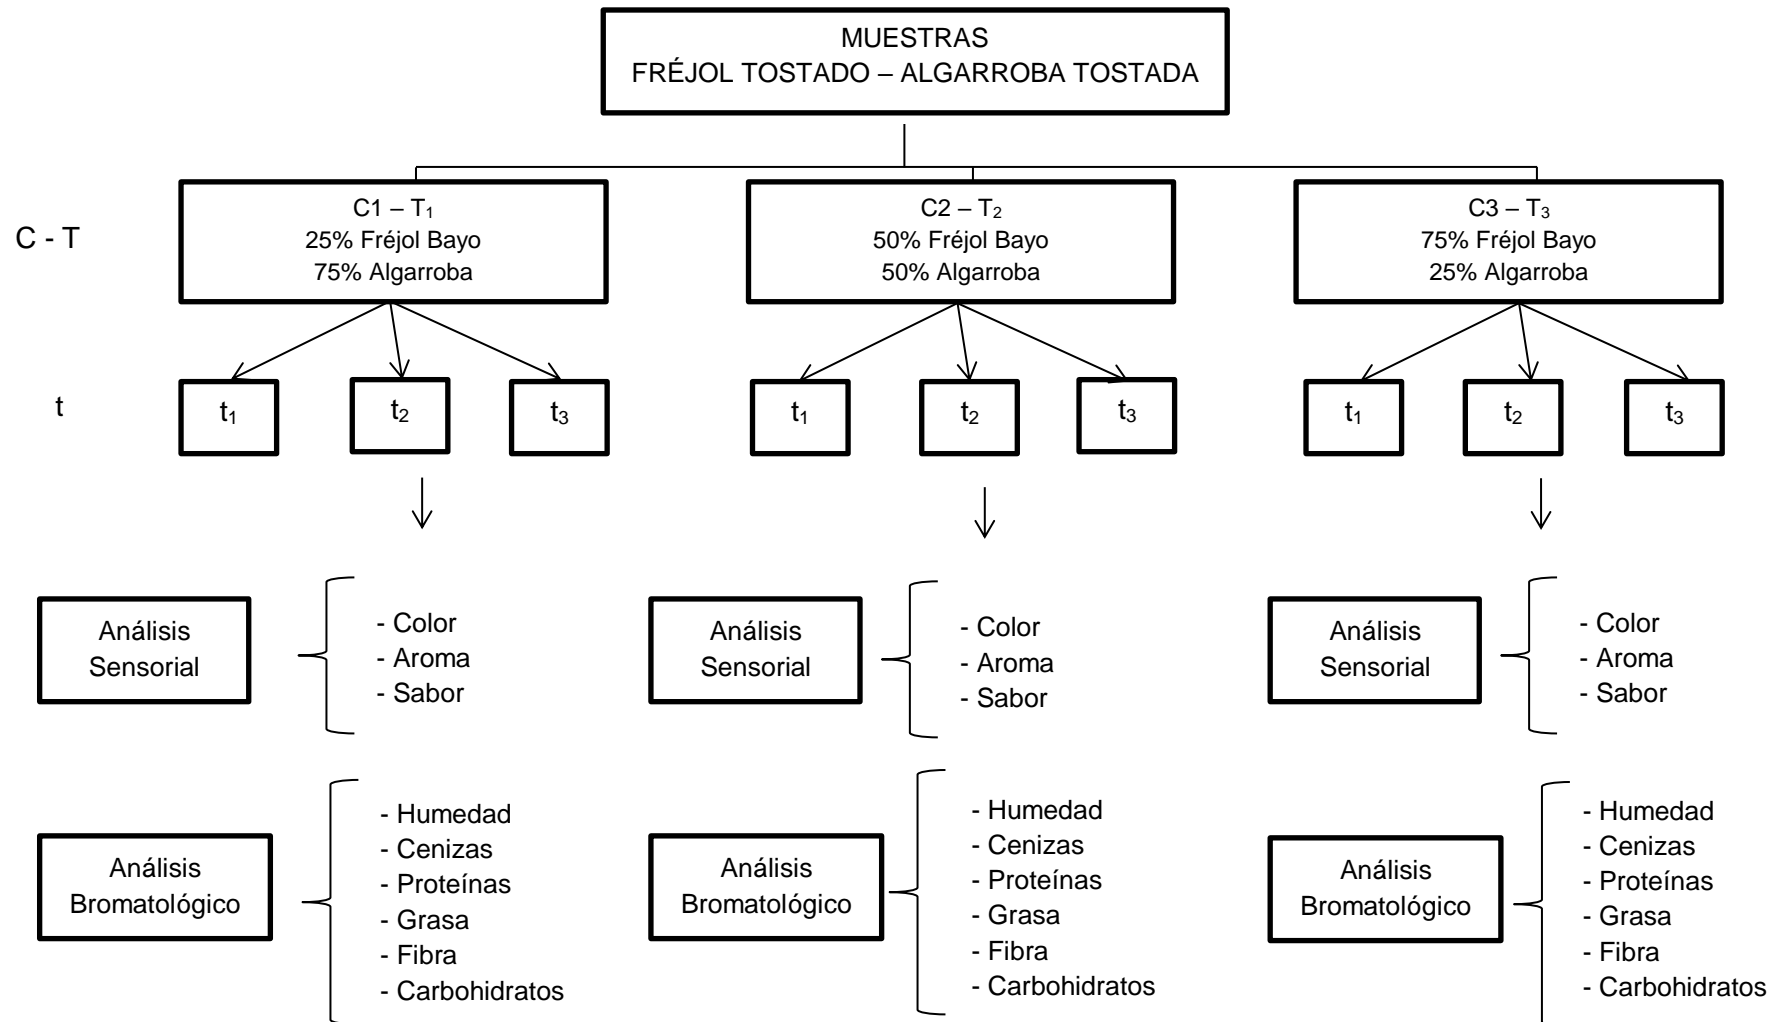 MUESTRAS
FRÉJOL TOSTADO – ALGARROBA TOSTADA
C - T
C1 – T₁
25% Fréjol Bayo
75% Algarroba
C2 – T₂
50% Fréjol Bayo
50% Algarroba
C3 – T₃
75% Fréjol Bayo
25% Algarroba
t
t₁
t₂
t₃
t₁
t₂
t₃
t₁
t₂
t₃
Análisis
Sensorial
- Color
- Aroma
- Sabor
Análisis
Sensorial
- Color
- Aroma
- Sabor
Análisis
Sensorial
- Color
- Aroma
- Sabor
Análisis
Bromatológico
- Humedad
- Cenizas
- Proteínas
- Grasa
- Fibra
- Carbohidratos
Análisis
Bromatológico
- Humedad
- Cenizas
- Proteínas
- Grasa
- Fibra
- Carbohidratos
Análisis
Bromatológico
- Humedad
- Cenizas
- Proteínas
- Grasa
- Fibra
- Carbohidratos